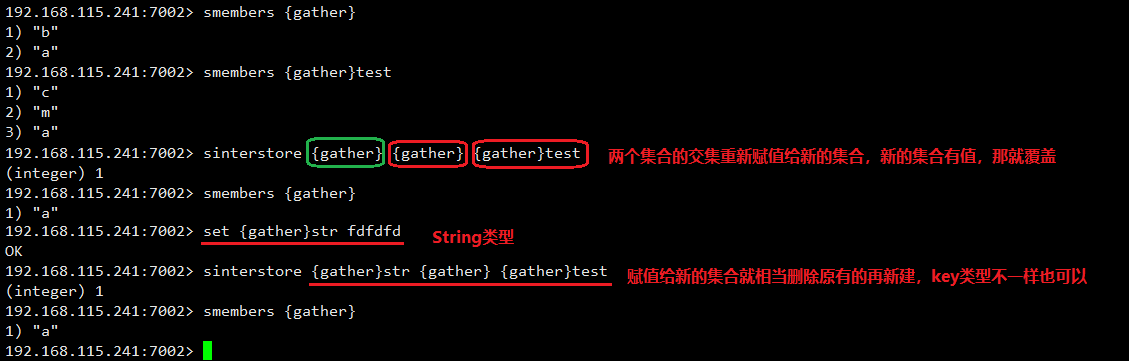 192.168.115.241:7002> smembers {gather}
1) "b"
2) "a"
192.168.115.241:7002> smembers {gather}test
1) "c"
2) "m"
3) "a"
192.168.115.241:7002> sinterstore {gather} {gather} {gather}test 两个集合的交集重新赋值给新的集合，新的集合有值，那就覆盖
(integer) 1
192.168.115.241:7002> smembers {gather}
1) "a"
192.168.115.241:7002> set {gather}str fdfdfd String类型
OK
192.168.115.241:7002> sinterstore {gather}str {gather} {gather}test 赋值给新的集合就相当删除原有的再新建，key类型不一样也可以
(integer) 1
192.168.115.241:7002> smembers {gather}
1) "a"
192.168.115.241:7002>